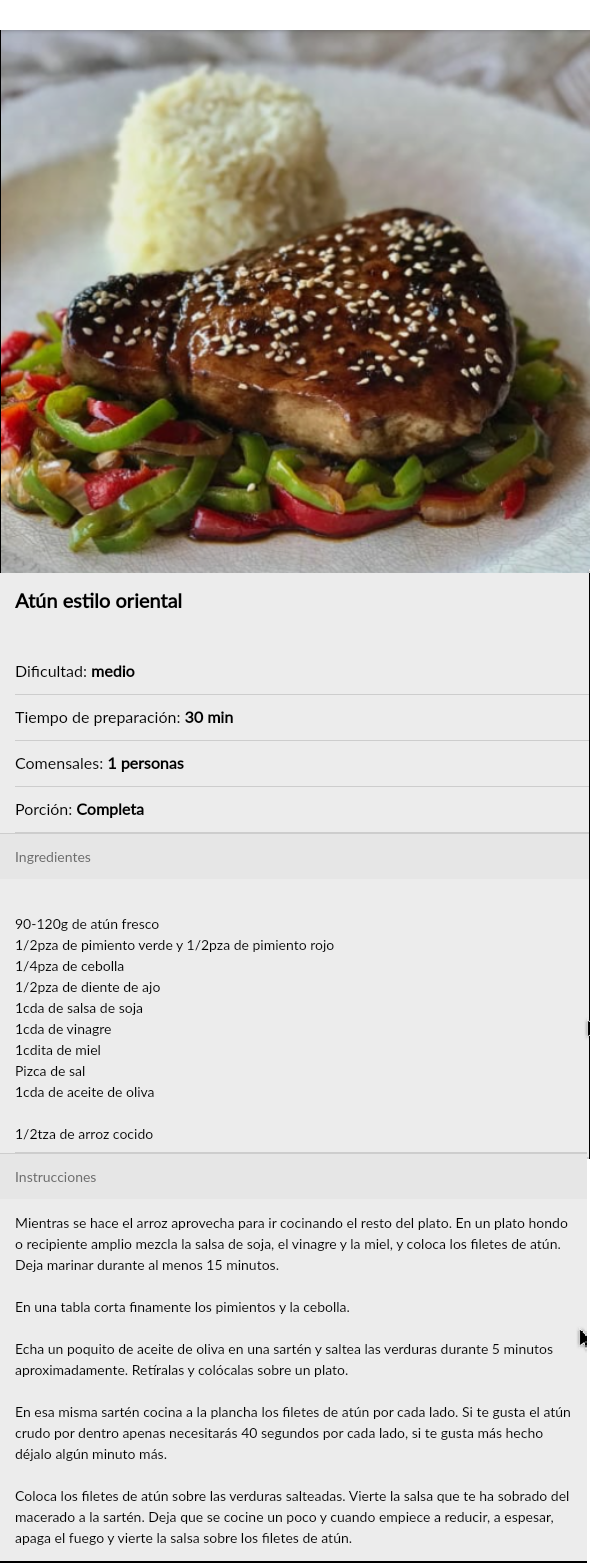 Atún estilo oriental
Dificultad: medio
Tiempo de preparación: 30 min
Comensales: 1 personas
Porción: Completa
Ingredientes
90-120g de atún fresco
1/2pza de pimiento verde y 1/2pza de pimiento rojo
1/4pza de cebolla
1/2pza de diente de ajo
1cda de salsa de soja
1cda de vinagre
1cdita de miel
Pizca de sal
1cda de aceite de oliva
1/2tza de arroz cocido
Instrucciones
Mientras se hace el arroz aprovecha para ir cocinando el resto del plato. En un plato hondo
o recipiente amplio mezcla la salsa de soja, el vinagre y la miel, y coloca los filetes de atún.
Deja marinar durante al menos 15 minutos.
En una tabla corta finamente los pimientos y la cebolla.
Echa un poquito de aceite de oliva en una sartén y saltea las verduras durante 5 minutos
aproximadamente. Retíralas y colócalas sobre un plato.
En esa misma sartén cocina a la plancha los filetes de atún por cada lado. Si te gusta el atún
crudo por dentro apenas necesitarás 40 segundos por cada lado, si te gusta más hecho
déjalo algún minuto más.
Coloca los filetes de atún sobre las verduras salteadas. Vierte la salsa que te ha sobrado del
macerado a la sartén. Deja que se cocine un poco y cuando empiece a reducir, a espesar,
apaga el fuego y vierte la salsa sobre los filetes de atún.